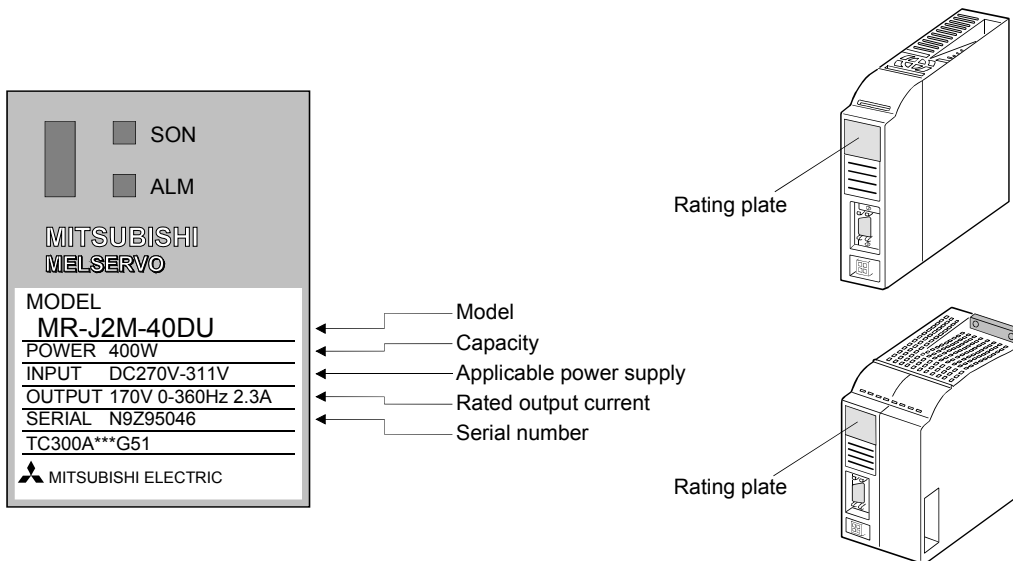 SON
ALM
MITSUBISHI
MELSERVO
MODEL
MR-J2M-40DU
POWER 400W
INPUT DC270V-311V
OUTPUT 170V 0-360Hz 2.3A
SERIAL N9Z95046
TC300A***G51
MITSUBISHI ELECTRIC
Model
Capacity
Applicable power supply
Rated output current
Serial number
Rating plate
Rating plate